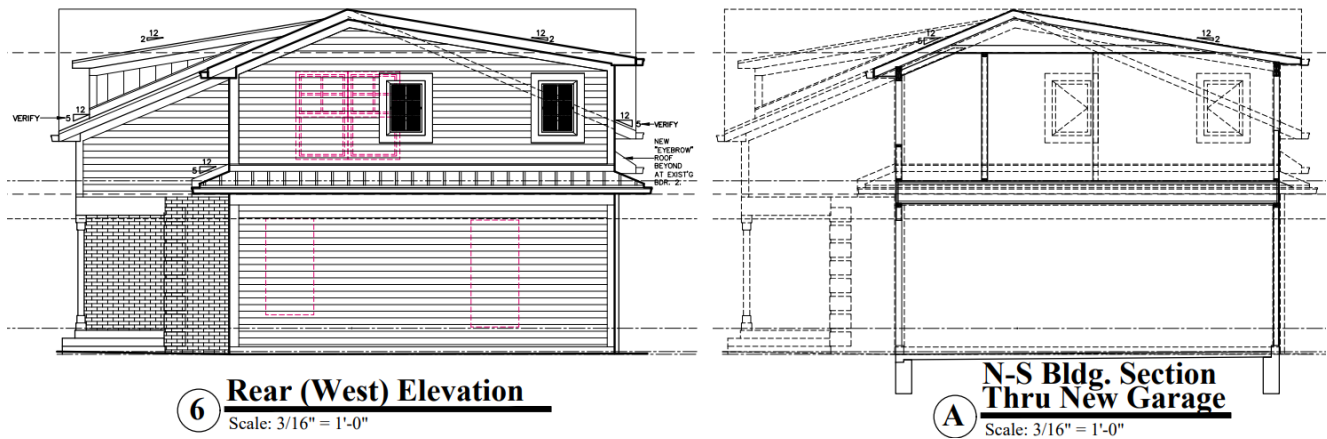 12
2
12
2
VERIFY
5
12
5
12
5
VERIFY
NEW
"EYEBROW"
ROOF
BEYOND
AT EXIST'G
BDR. 2.
6
Rear (West) Elevation
Scale: 3/16" = 1'-0"
12
5
12
2
A
N-S Bldg. Section
Thru New Garage
Scale: 3/16" = 1'-0"